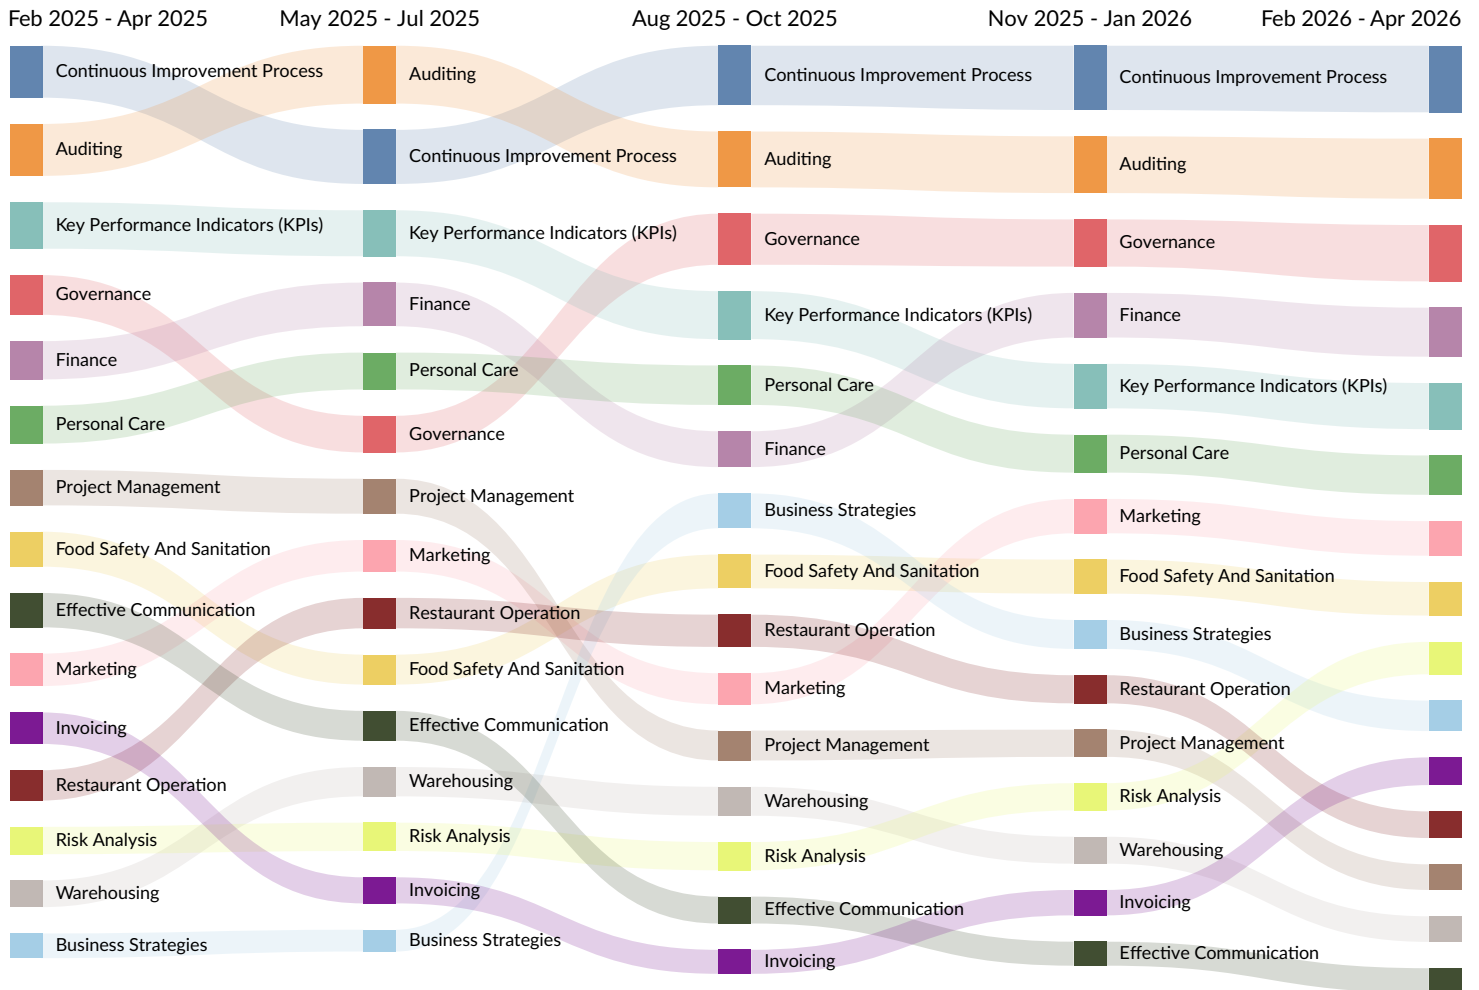 Feb 2025 - Apr 2025
May 2025 - Jul 2025
Aug 2025 - Oct 2025
Nov 2025 - Jan 2026
Feb 2026 - Apr 2026
Continuous Improvement Process
Auditing
Key Performance Indicators (KPIs)
Governance
Finance
Personal Care
Project Management
Food Safety And Sanitation
Effective Communication
Marketing
Invoicing
Restaurant Operation
Risk Analysis
Warehousing
Business Strategies
Auditing
Continuous Improvement Process
Key Performance Indicators (KPIs)
Finance
Personal Care
Governance
Project Management
Marketing
Restaurant Operation
Food Safety And Sanitation
Effective Communication
Warehousing
Risk Analysis
Invoicing
Business Strategies
Continuous Improvement Process
Auditing
Governance
Key Performance Indicators (KPIs)
Personal Care
Finance
Business Strategies
Food Safety And Sanitation
Restaurant Operation
Marketing
Project Management
Warehousing
Risk Analysis
Effective Communication
Invoicing
Continuous Improvement Process
Auditing
Governance
Finance
Key Performance Indicators (KPIs)
Personal Care
Marketing
Food Safety And Sanitation
Business Strategies
Restaurant Operation
Project Management
Risk Analysis
Warehousing
Invoicing
Effective Communication